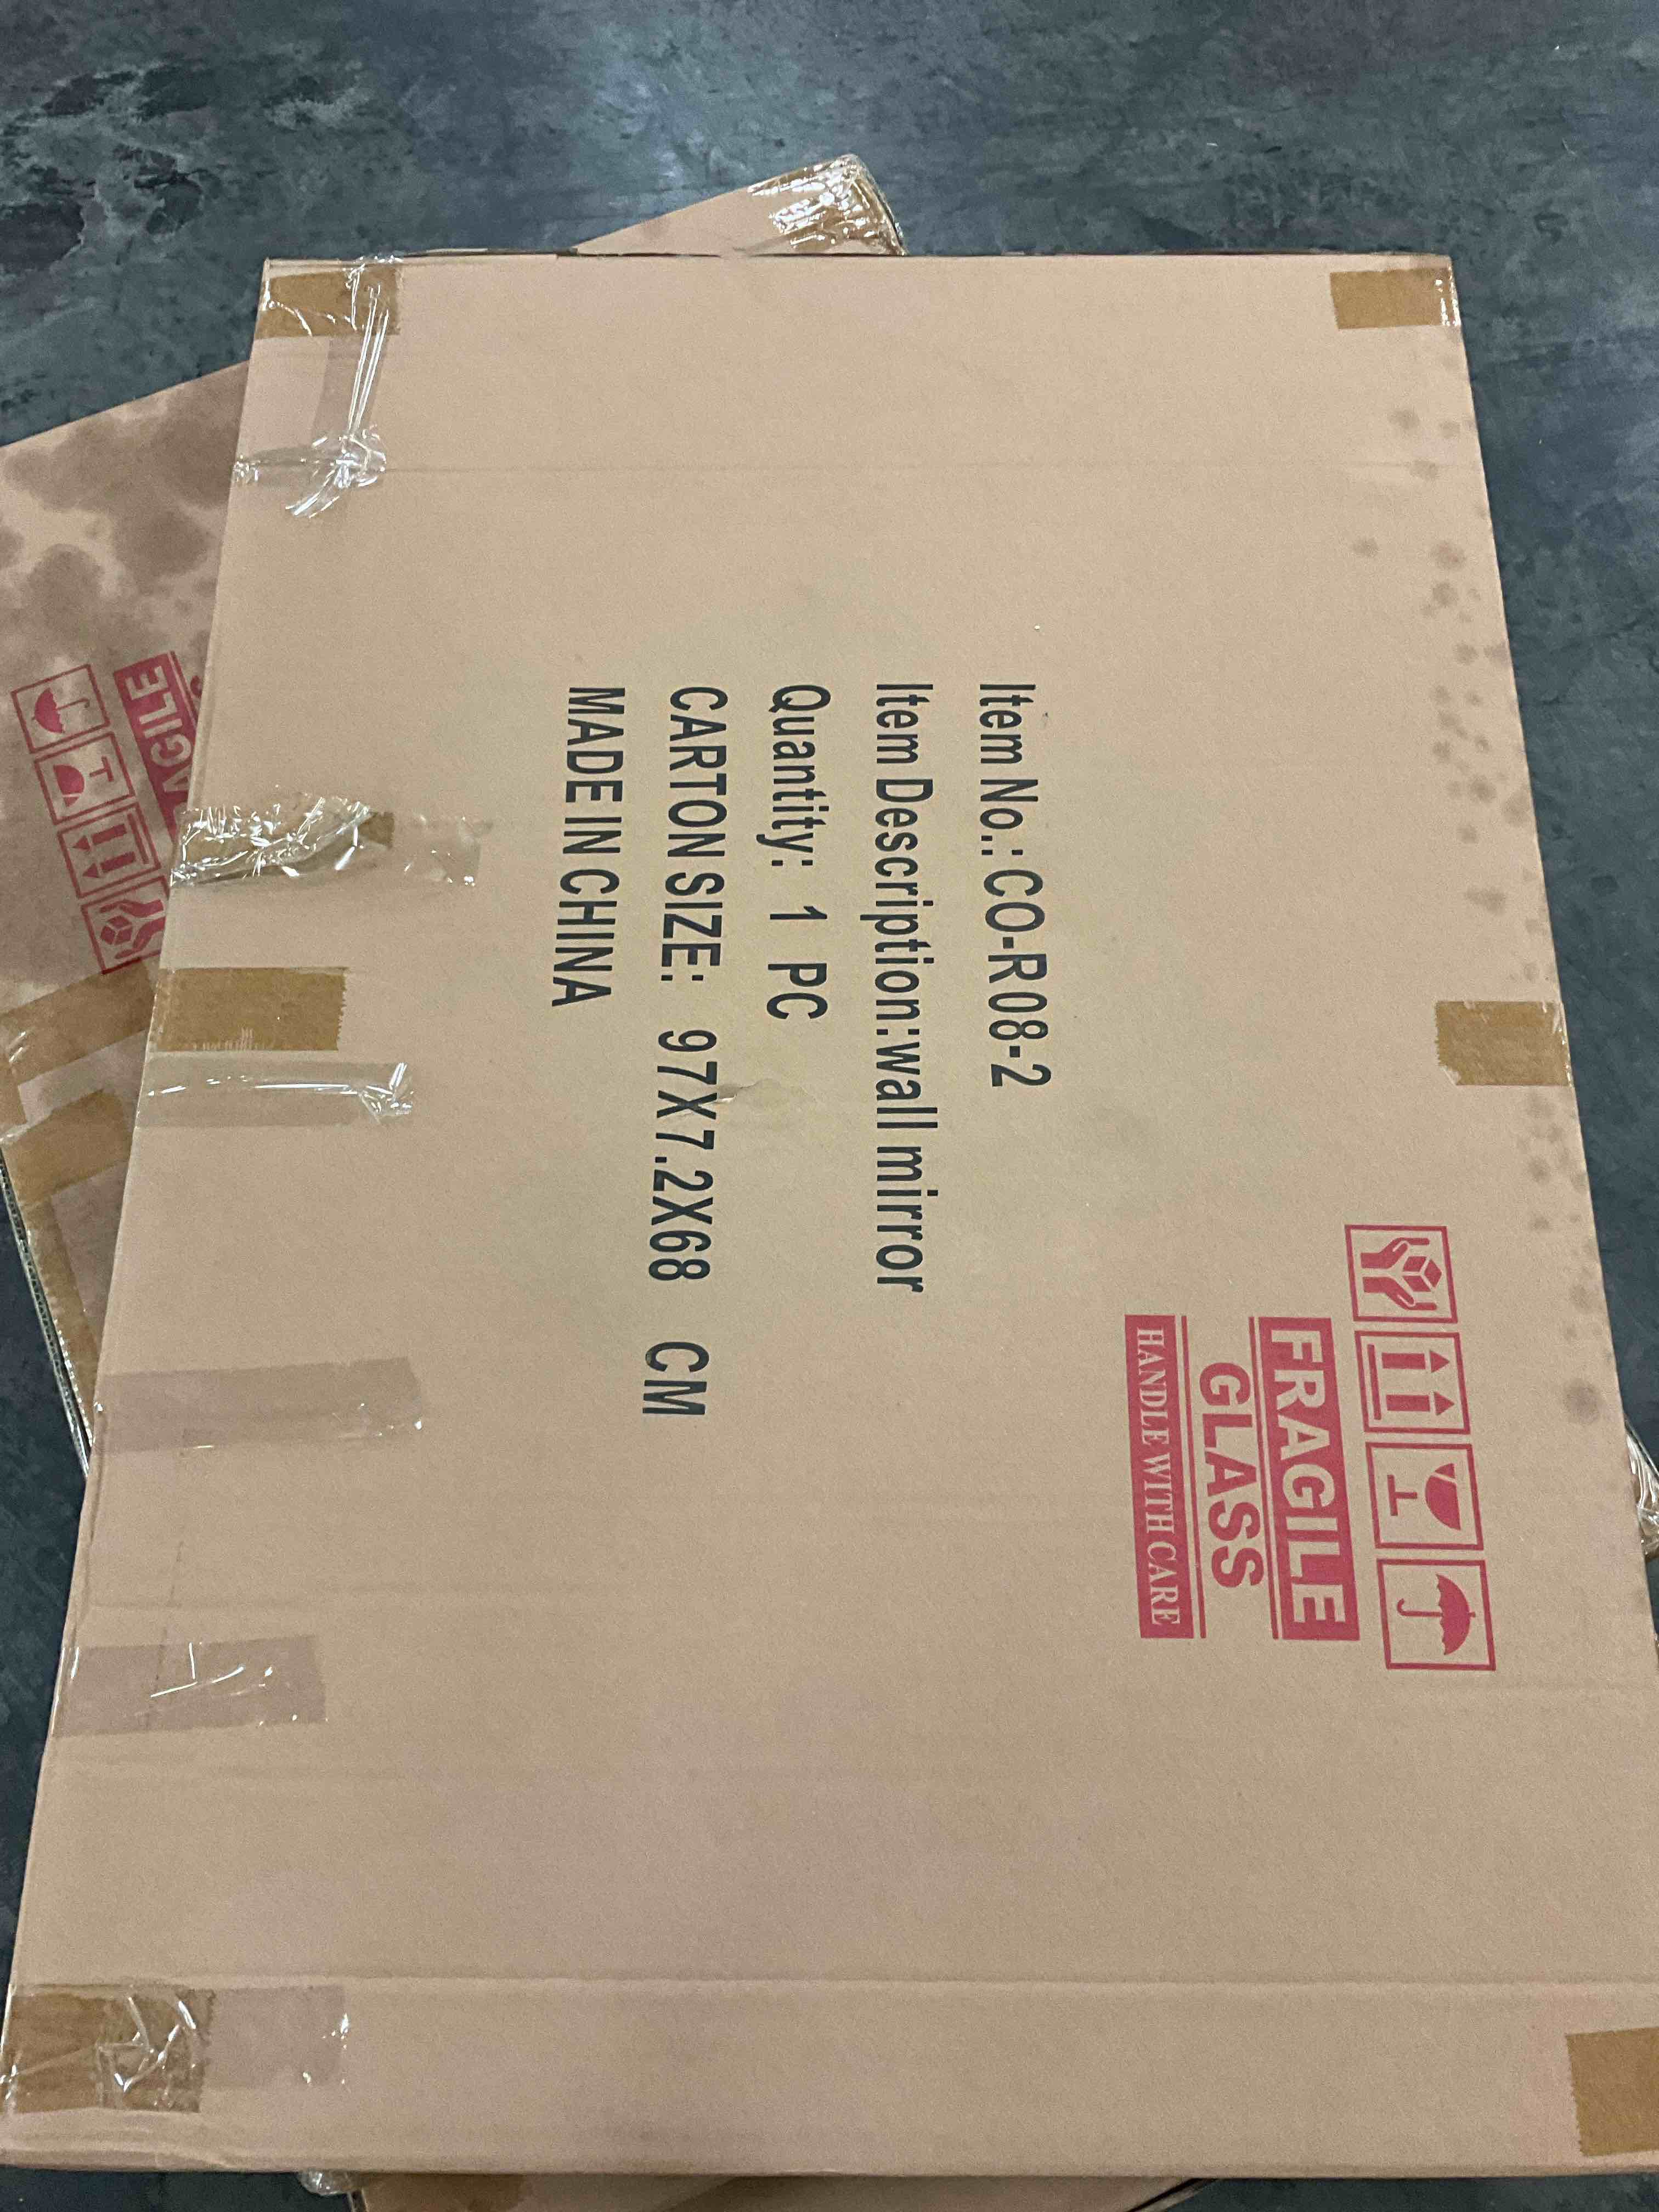 FRAGILE
GLASS
HANDLE WITH CARE
Item No.: CO-R08-2
Item Description:wall mirror
Quantity: 1 PC
CARTON SIZE: 97X7.2X68 CM
MADE IN CHINA
FRAGILE